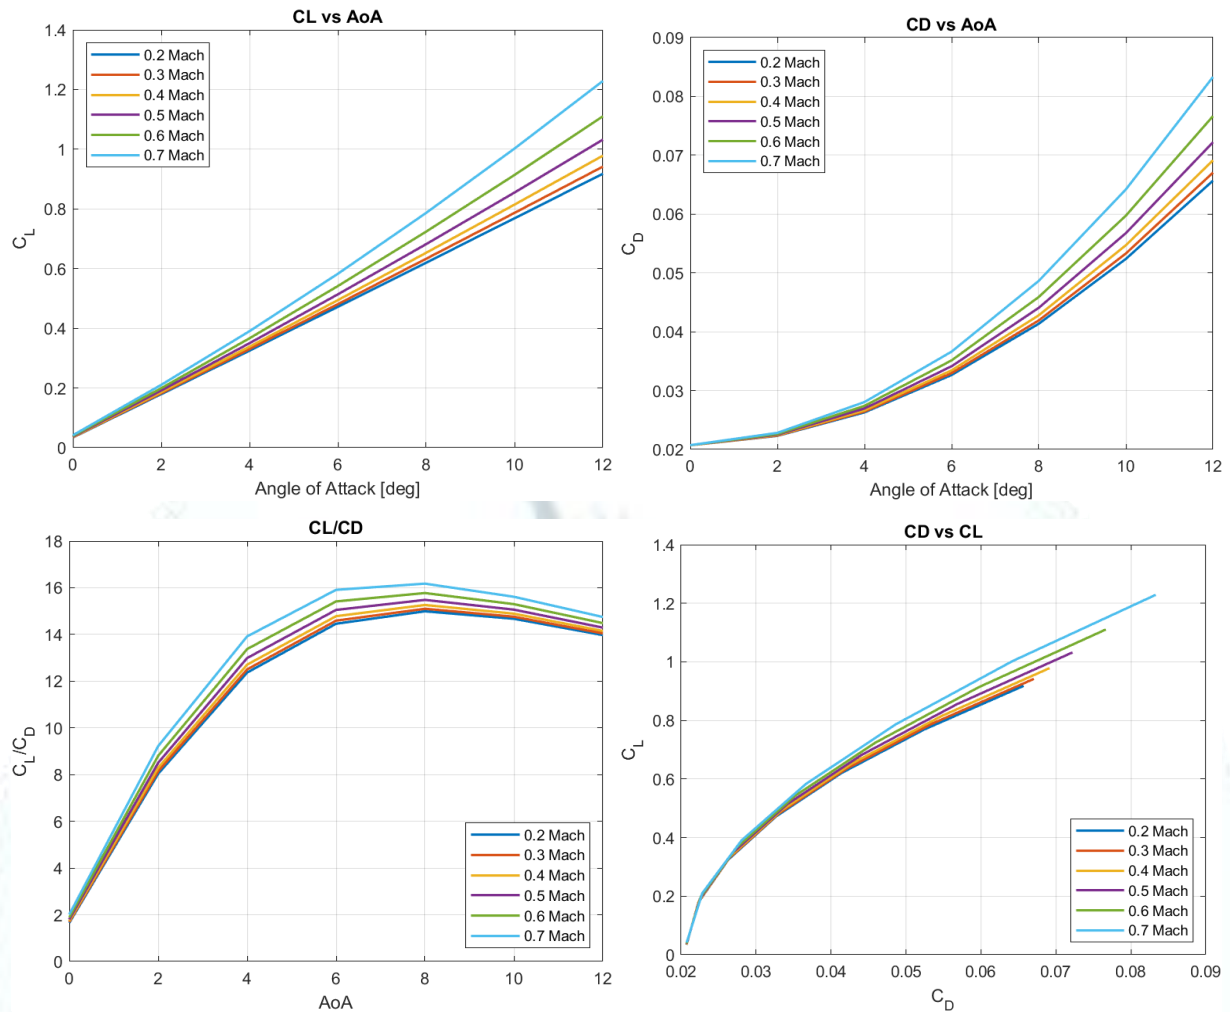 CL vs AoA
1.4
1.2
1
0.8
0.6
0.4
0.2
0
C_L
0.2 Mach
0.3 Mach
0.4 Mach
0.5 Mach
0.6 Mach
0.7 Mach
0 2 4 6 8 10 12
Angle of Attack [deg]
CD vs AoA
0.09
0.08
0.07
0.06
0.05
0.04
0.03
0.02
C_D
0.2 Mach
0.3 Mach
0.4 Mach
0.5 Mach
0.6 Mach
0.7 Mach
0 2 4 6 8 10 12
Angle of Attack [deg]
CL/CD
18
16
14
12
10
8
6
4
2
0
C_L/C_D
0.2 Mach
0.3 Mach
0.4 Mach
0.5 Mach
0.6 Mach
0.7 Mach
0 2 4 6 8 10 12
AoA
CD vs CL
1.4
1.2
1
0.8
0.6
0.4
0.2
0
C_L
0.2 Mach
0.3 Mach
0.4 Mach
0.5 Mach
0.6 Mach
0.7 Mach
0.02 0.03 0.04 0.05 0.06 0.07 0.08 0.09
C_D